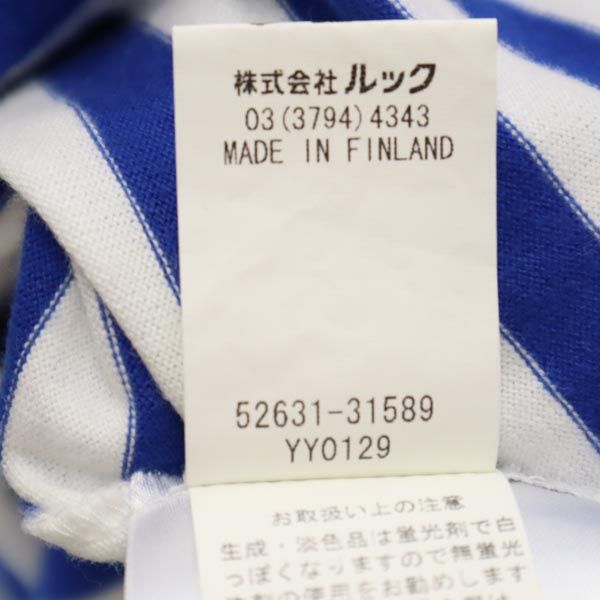 株式会社 ルック
03(3794)4343
MADE IN FINLAND
52631-31589
YY0129
お取扱い上の注意
生成・淡色品は蛍光剤で白
っぽくなりますので無蛍光
洗剤の使用をお勧めします